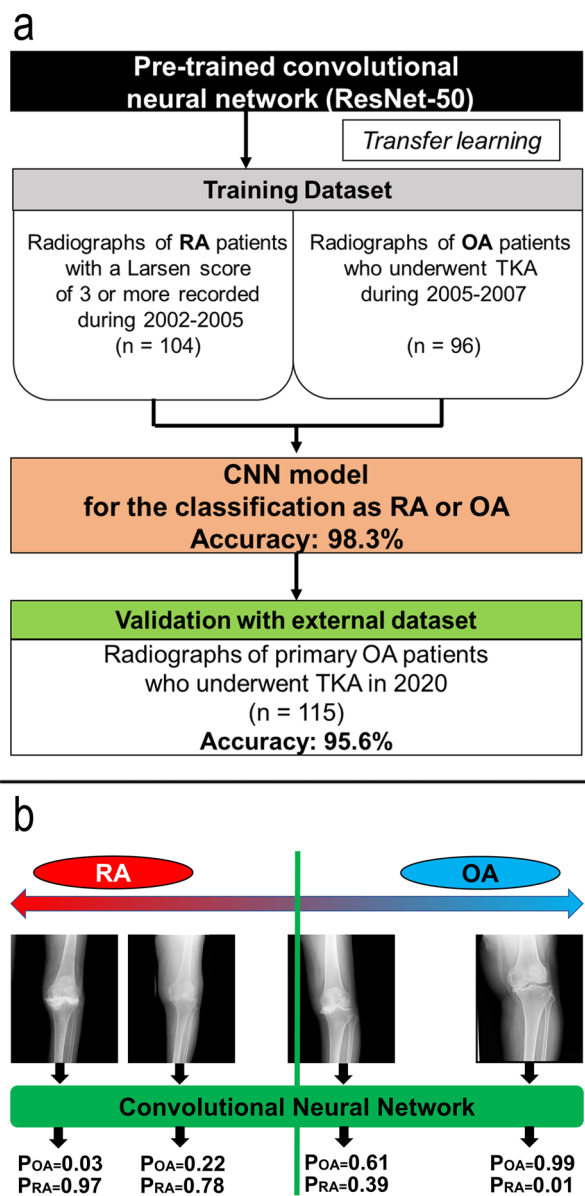 a
Pre-trained convolutional
neural network (ResNet-50)
Transfer learning
Training Dataset
Radiographs of RA patients
with a Larsen score
of 3 or more recorded
during 2002-2005
(n = 104)
Radiographs of OA patients
who underwent TKA
during 2005-2007
(n = 96)
CNN model
for the classification as RA or OA
Accuracy: 98.3%
Validation with external dataset
Radiographs of primary OA patients
who underwent TKA in 2020
(n = 115)
Accuracy: 95.6%
b
RA
OA
Convolutional Neural Network
POA=0.03
PRA=0.97
POA=0.22
PRA=0.78
POA=0.61
PRA=0.39
POA=0.99
PRA=0.01